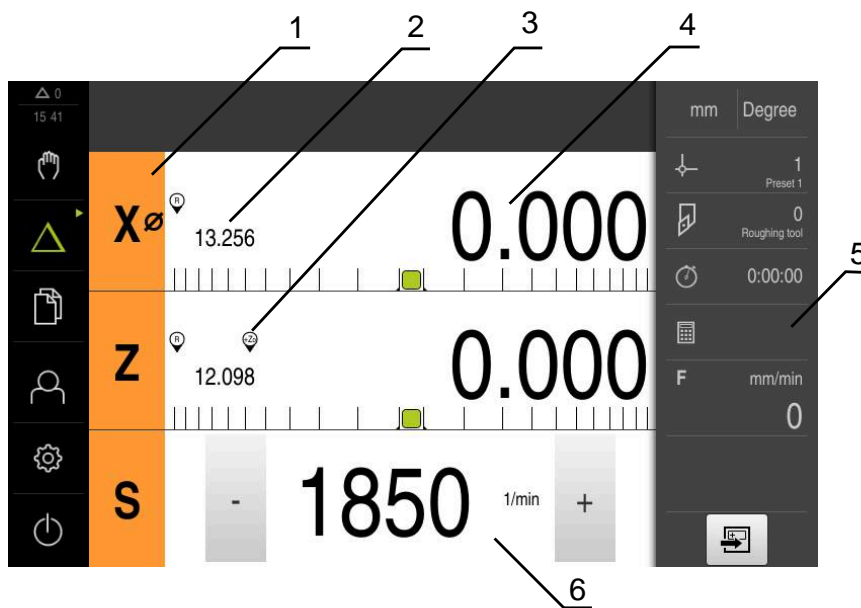 1 2 3 4
0
15 41
mm Degree
1
Preset 1
X⌀ R 13.256 0.000
0
Roughing tool
5
0:00:00
Z R +Z₀ 12.098 0.000
F mm/min
0
S - 1850 1/min +
6